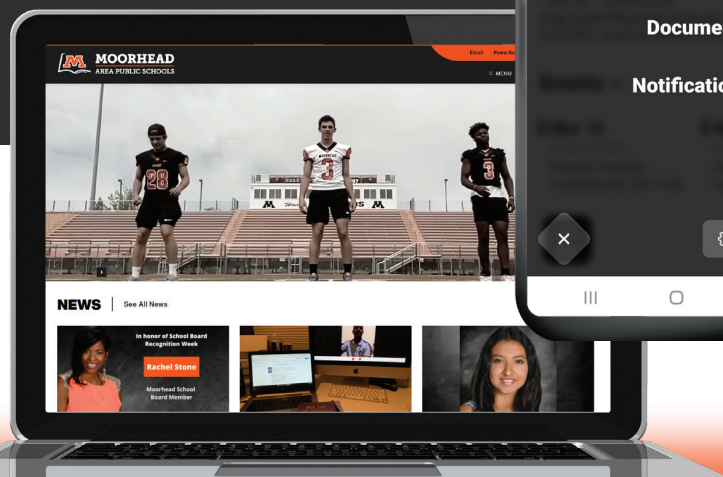 MOORHEAD
AREA PUBLIC SCHOOLS
Enroll
MENU
28
MOORHEAD
3
3
NEWS
See All News
In honor of School Board
Recognition Week
Rachel Stone
Moorhead School
Board Member
Docume
Notificatio